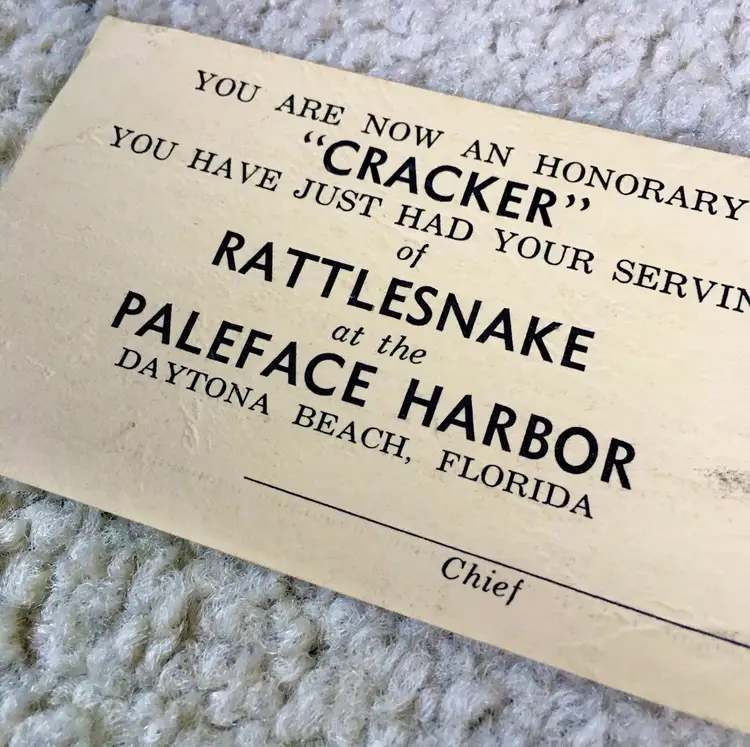 YOU ARE NOW AN HONORARY
“CRACKER”
YOU HAVE JUST HAD YOUR SERVIN
of
RATTLESNAKE
at the
PALEFACE HARBOR
DAYTONA BEACH, FLORIDA
Chief